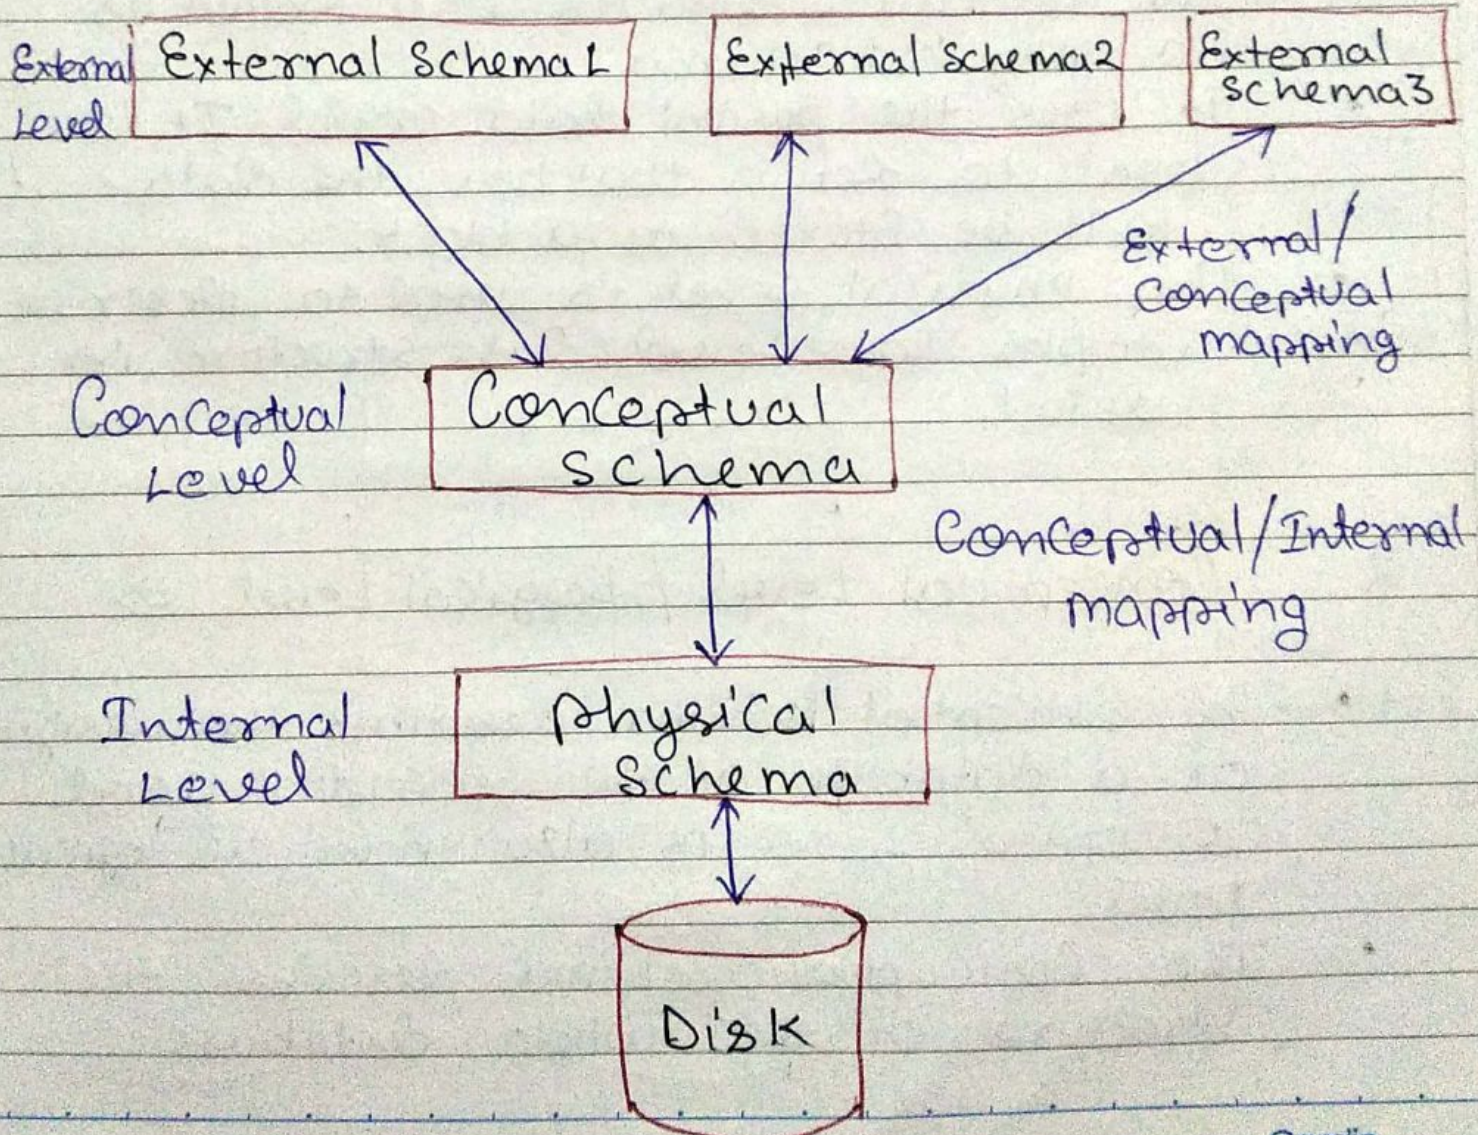 External Schema1
External Schema2
External
Schema3
External
Level
External/
Conceptual
mapping
Conceptual
Level
Conceptual
Schema
Conceptual/Internal
mapping
Internal
Level
Physical
Schema
Disk